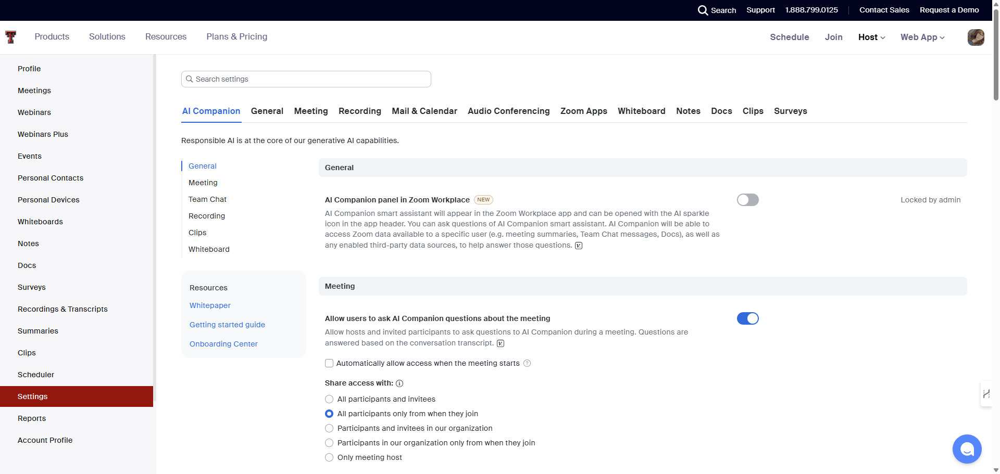 Search Support 1.888.799.0125 Contact Sales Request a Demo
Products Solutions Resources Plans & Pricing Schedule Join Host Web App
Profile
Meetings
Webinars
Webinars Plus
Events
Personal Contacts
Personal Devices
Whiteboards
Notes
Docs
Surveys
Recordings & Transcripts
Summaries
Clips
Scheduler
Settings
Reports
Account Profile
Search settings
AI Companion General Meeting Recording Mail & Calendar Audio Conferencing Zoom Apps Whiteboard Notes Docs Clips Surveys
Responsible AI is at the core of our generative AI capabilities.
General
Meeting
Team Chat
Recording
Clips
Whiteboard
Resources
Whitepaper
Getting started guide
Onboarding Center
General
AI Companion panel in Zoom Workplace NEW
Locked by admin
AI Companion smart assistant will appear in the Zoom Workplace app and can be opened with the AI sparkle
icon in the app header. You can ask questions of AI Companion smart assistant. AI Companion will be able to
access Zoom data available to a specific user (e.g. meeting summaries, Team Chat messages, Docs), as well as
any enabled third-party data sources, to help answer those questions.
Meeting
Allow users to ask AI Companion questions about the meeting
Allow hosts and invited participants to ask questions to AI Companion during a meeting. Questions are
answered based on the conversation transcript.
Automatically allow access when the meeting starts
Share access with:
All participants and invitees
All participants only from when they join
Participants and invitees in our organization
Participants in our organization only from when they join
Only meeting host